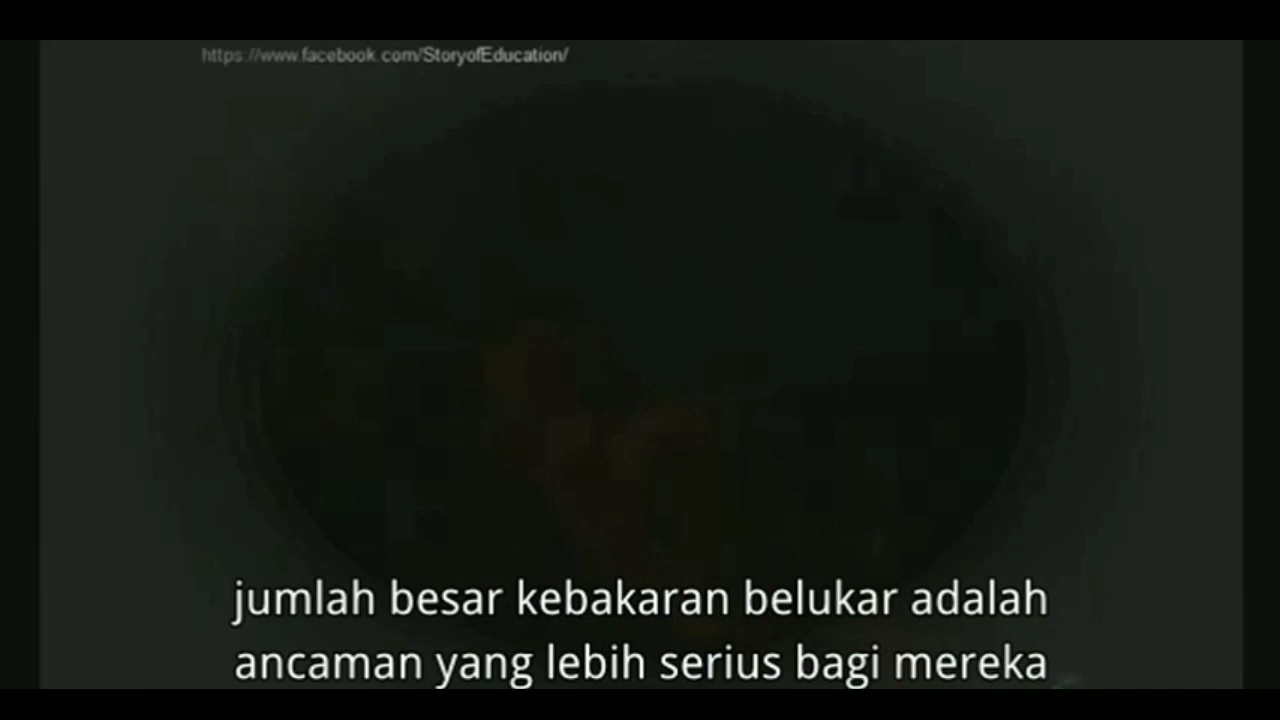 https://www.facebook.com/StoryofEducation/
jumlah besar kebakaran belukar adalah
ancaman yang lebih serius bagi mereka